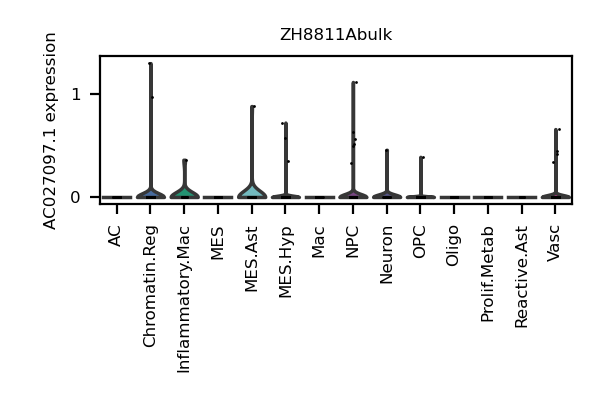 ZH8811Abulk
AC027097.1 expression
1
0
AC
Chromatin.Reg
Inflammatory.Mac
MES
MES.Ast
MES.Hyp
Mac
NPC
Neuron
OPC
Oligo
Prolif.Metab
Reactive.Ast
Vasc